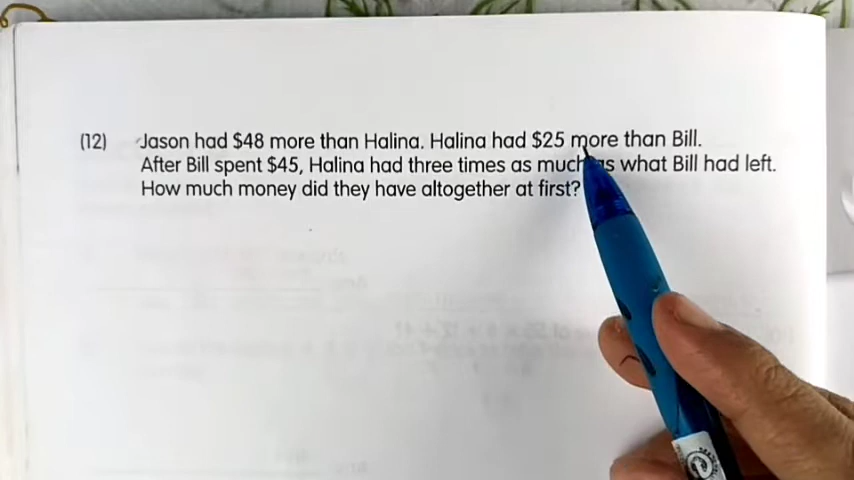 (12) Jason had $48 more than Halina. Halina had $25 more than Bill.
After Bill spent $45, Halina had three times as much as what Bill had left.
How much money did they have altogether at first?